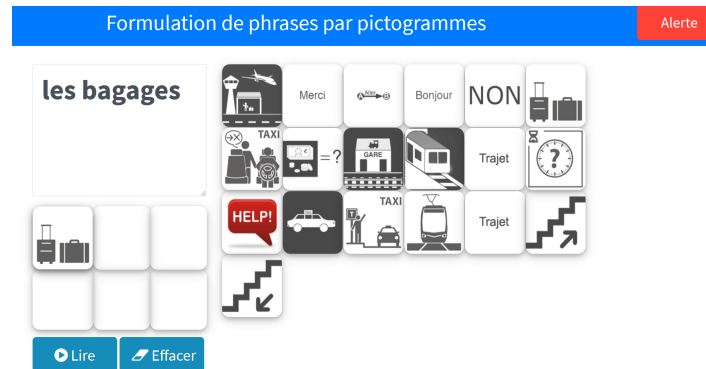 Formulation de phrases par pictogrammes
Alerte
les bagages
Merci
Aller
A B
Bonjour
NON
TAXI
€
=?
GARE
Trajet
?
HELP!
TAXI
T
Trajet
Lire
Effacer